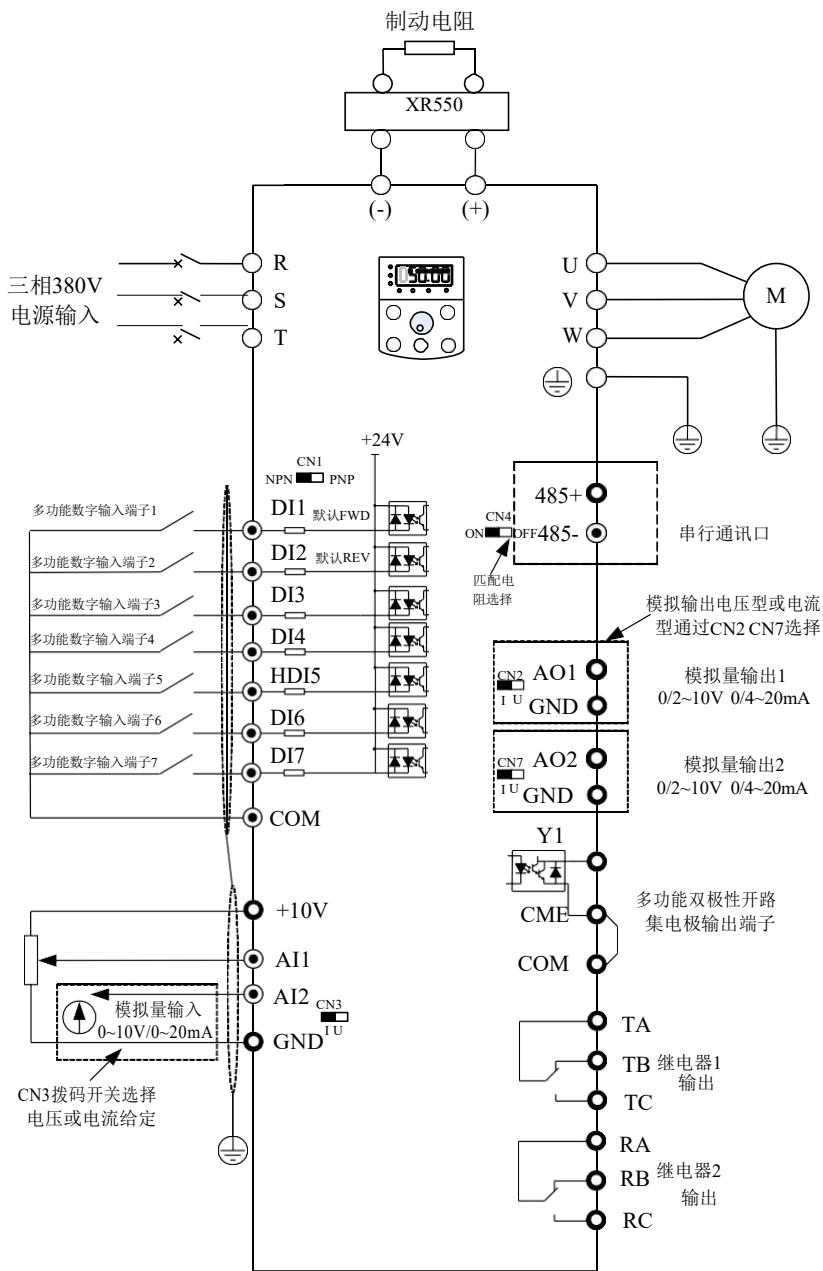 制动电阻
XR550
(-)
(+)
三相380V
电源输入
R
S
T
50.00
U
V
W
M
+24V
CN1
NPN
PNP
多功能数字输入端子1
DI1
默认FWD
多功能数字输入端子2
DI2
默认REV
多功能数字输入端子3
DI3
多功能数字输入端子4
DI4
多功能数字输入端子5
HDI5
多功能数字输入端子6
DI6
多功能数字输入端子7
DI7
COM
485+
CN4
ON
OFF
485-
串行通讯口
匹配电
阻选择
模拟输出电压型或电流
型通过CN2 CN7选择
CN2
I U
AO1
GND
模拟量输出1
0/2~10V 0/4~20mA
CN7
I U
AO2
GND
模拟量输出2
0/2~10V 0/4~20mA
Y1
CME
COM
多功能双极性开路
集电极输出端子
+10V
AI1
AI2
CN3
I U
GND
模拟量输入
0~10V/0~20mA
CN3拨码开关选择
电压或电流给定
TA
TB
TC
继电器1
输出
RA
RB
RC
继电器2
输出